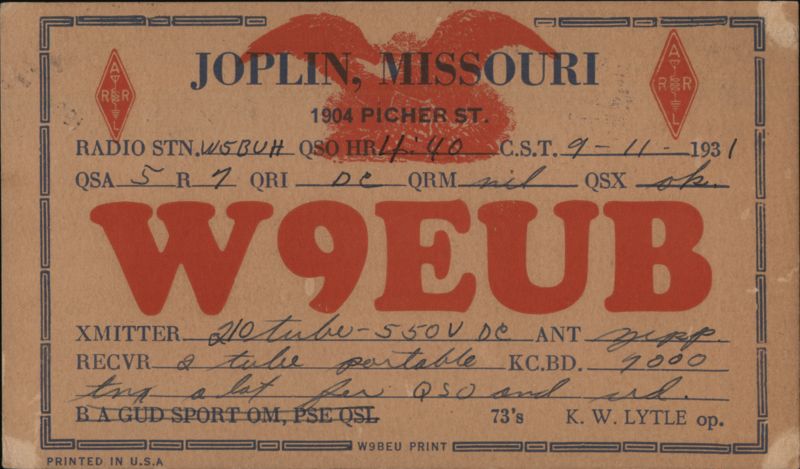 JOPLIN, MISSOURI
1904 PICHER ST.
A R R L
A R R L
RADIO STN. W5BUH QSO HR 4:40 C.S.T. 9-11-1931
QSA 5 R 7 QRI DC QRM nil QSX ok.
W9EUB
XMITTER 210 tube - 550V DC ANT zepp.
RECVR 2 tube portable KC.BD. 7000
tnx a lot fer QSO and crd.
B A GUD SPORT OM, PSE QSL 73's K. W. LYTLE op.
W9BEU PRINT
PRINTED IN U.S.A